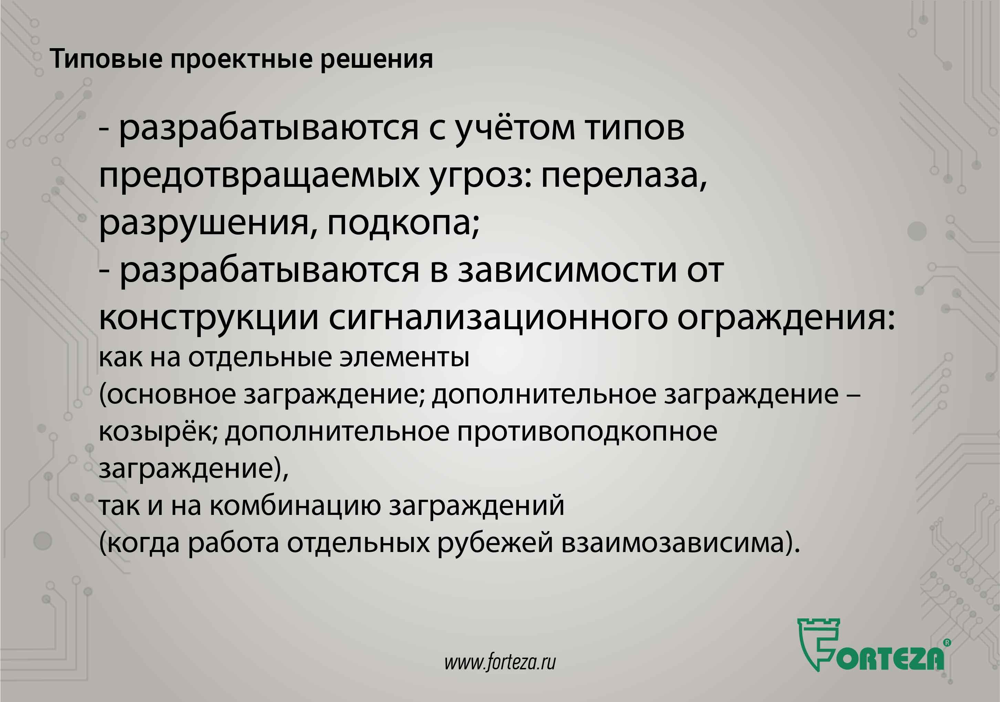 Типовые проектные решения
- разрабатываются с учётом типов
предотвращаемых угроз: перелаза,
разрушения, подкопа;
- разрабатываются в зависимости от
конструкции сигнализационного ограждения:
как на отдельные элементы
(основное заграждение; дополнительное заграждение –
козырёк; дополнительное противоподкопное
заграждение),
так и на комбинацию заграждений
(когда работа отдельных рубежей взаимозависима).
www.forteza.ru
FORTEZA®